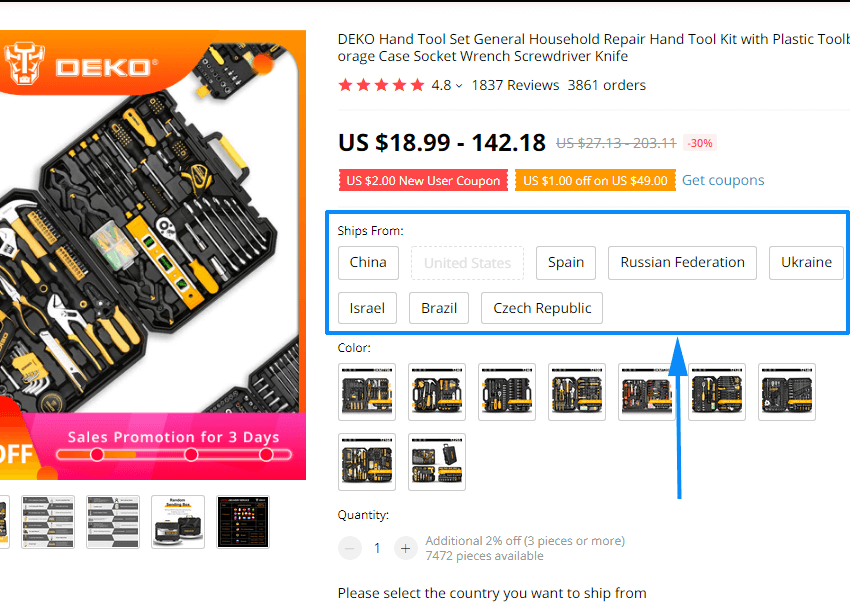 DEKO Hand Tool Set General Household Repair Hand Tool Kit with Plastic Toolb
orage Case Socket Wrench Screwdriver Knife
DEKO®
4.8 1837 Reviews 3861 orders
US $18.99 - 142.18 US $27.13 - 203.11 -30%
US $2.00 New User Coupon US $1.00 off on US $49.00 Get coupons
Ships From:
China United States Spain Russian Federation Ukraine
Israel Brazil Czech Republic
Color:
Sales Promotion for 3 Days
OFF
Random
Sending Box
Quantity:
1 Additional 2% off (3 pieces or more)
7472 pieces available
Please select the country you want to ship from